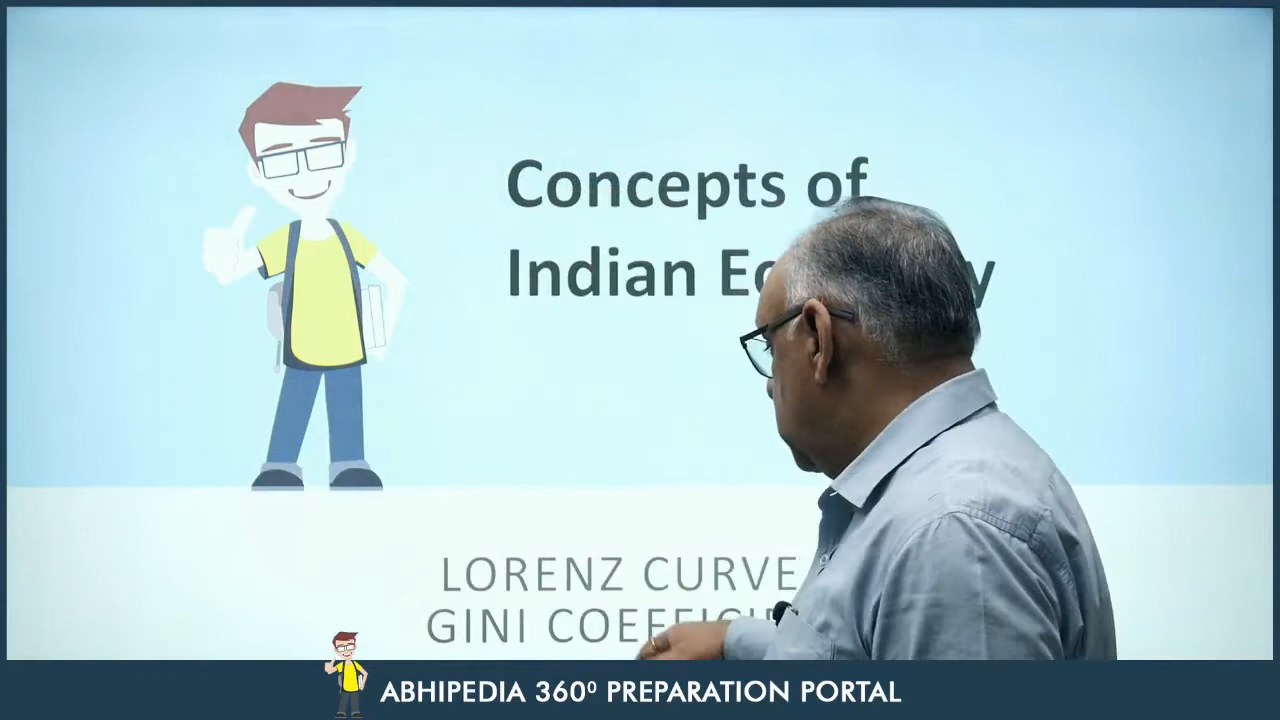 Concepts of
Indian
LORENZ CURVE
GINI
ABHIPEDIA 360⁰ PREPARATION PORTAL